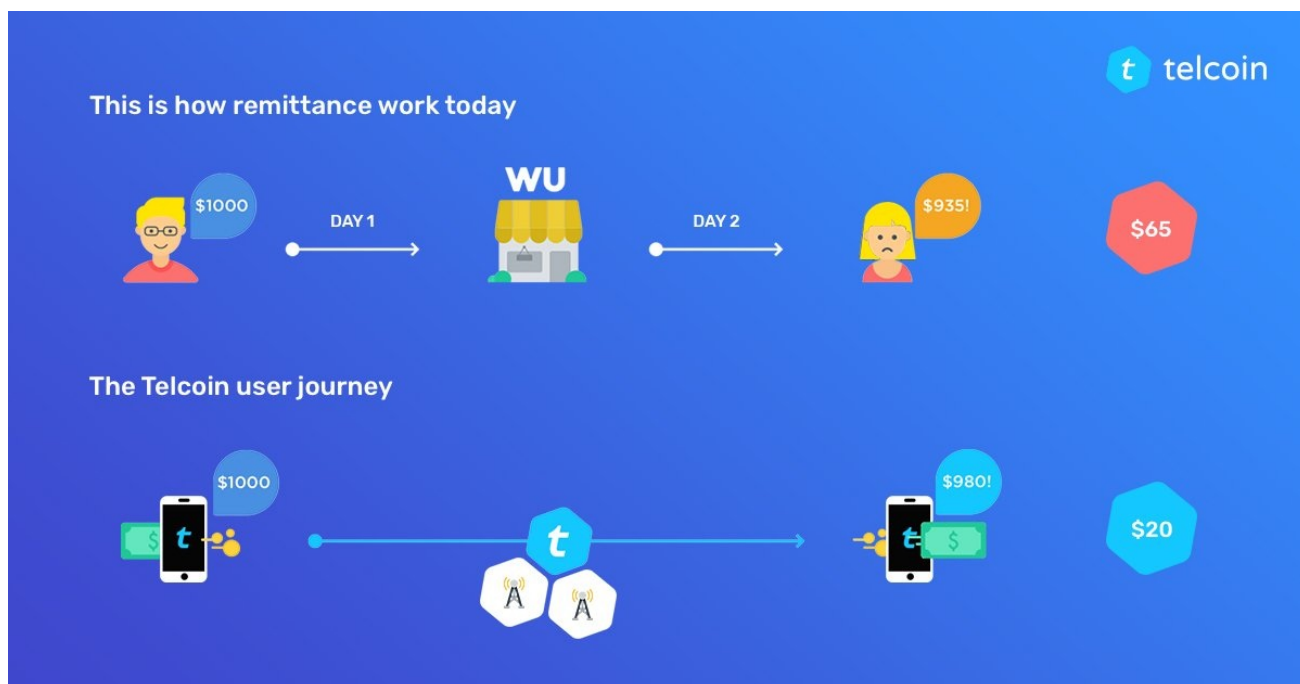 t telcoin
This is how remittance work today
WU
$1000
DAY 1
DAY 2
$935!
$65
The Telcoin user journey
$1000
$ t
t
$980!
t $
$20